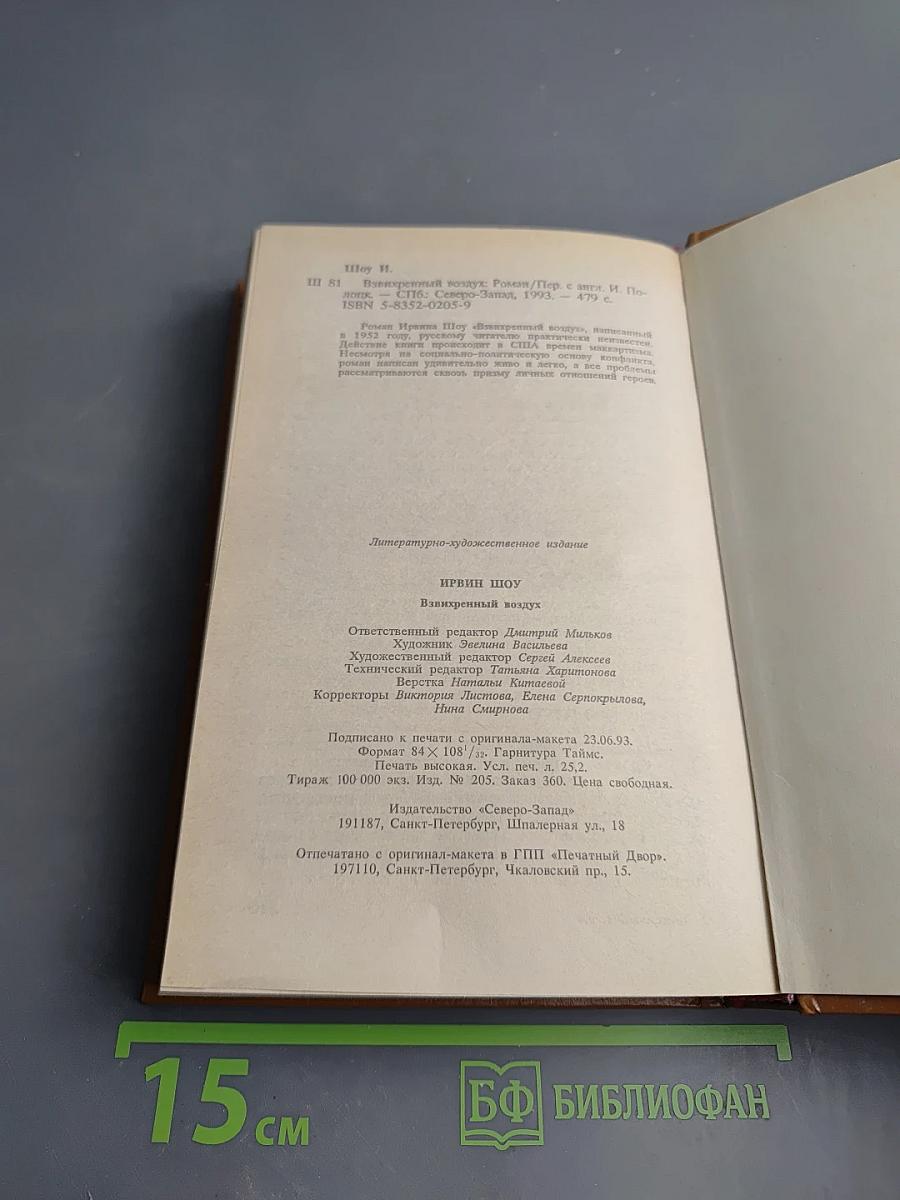 Шоу И.
Ш 81 Взвихренный воздух: Роман/Пер. с англ. И. По-
лоцк. — СПб.: Северо-Запад, 1993. — 479 с.
ISBN 5-8352-0205-9
Роман Ирвина Шоу «Взвихренный воздух», написанный
в 1952 году, русскому читателю практически неизвестен.
Действие книги происходит в США времен маккартизма.
Несмотря на социально-политическую основу конфликта,
роман написан удивительно живо и легко, а все проблемы
рассматриваются сквозь призму личных отношений героев.
Литературно-художественное издание
ИРВИН ШОУ
Взвихренный воздух
Ответственный редактор Дмитрий Мильков
Художник Эвелина Васильева
Художественный редактор Сергей Алексеев
Технический редактор Татьяна Харитонова
Верстка Натальи Китаевой
Корректоры Виктория Листова, Елена Серпокрылова,
Нина Смирнова
Подписано к печати с оригинала-макета 23.06.93.
Формат 84×108¹/₃₂. Гарнитура Таймс.
Печать высокая. Усл. печ. л. 25,2.
Тираж 100 000 экз. Изд. № 205. Заказ 360. Цена свободная.
Издательство «Северо-Запад»
191187, Санкт-Петербург, Шпалерная ул., 18
Отпечатано с оригинал-макета в ГПП «Печатный Двор».
197110, Санкт-Петербург, Чкаловский пр., 15.
15 см
БФ БИБЛИОФАН